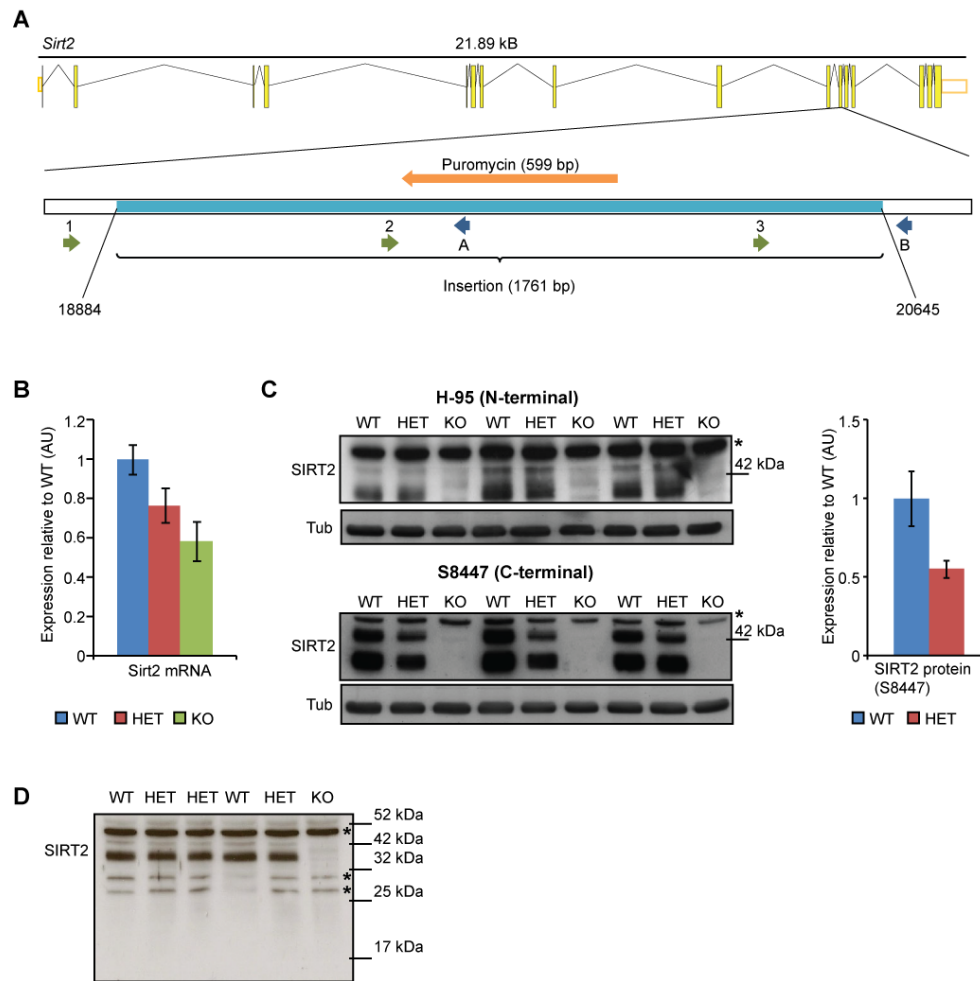 A
Sirt2
21.89 kB
Puromycin (599 bp)
1 2 3
A B
Insertion (1761 bp)
18884 20645
B
Expression relative to WT (AU)
1.2
1
0.8
0.6
0.4
0.2
0
Sirt2 mRNA
WT HET KO
C
H-95 (N-terminal)
WT HET KO WT HET KO WT HET KO
*
SIRT2
42 kDa
Tub
S8447 (C-terminal)
WT HET KO WT HET KO WT HET KO
*
SIRT2
42 kDa
Tub
Expression relative to WT (AU)
1.5
1
0.5
0
SIRT2 protein
(S8447)
WT HET
D
WT HET HET WT HET KO
52 kDa
*
SIRT2
42 kDa
32 kDa
*
*
25 kDa
17 kDa